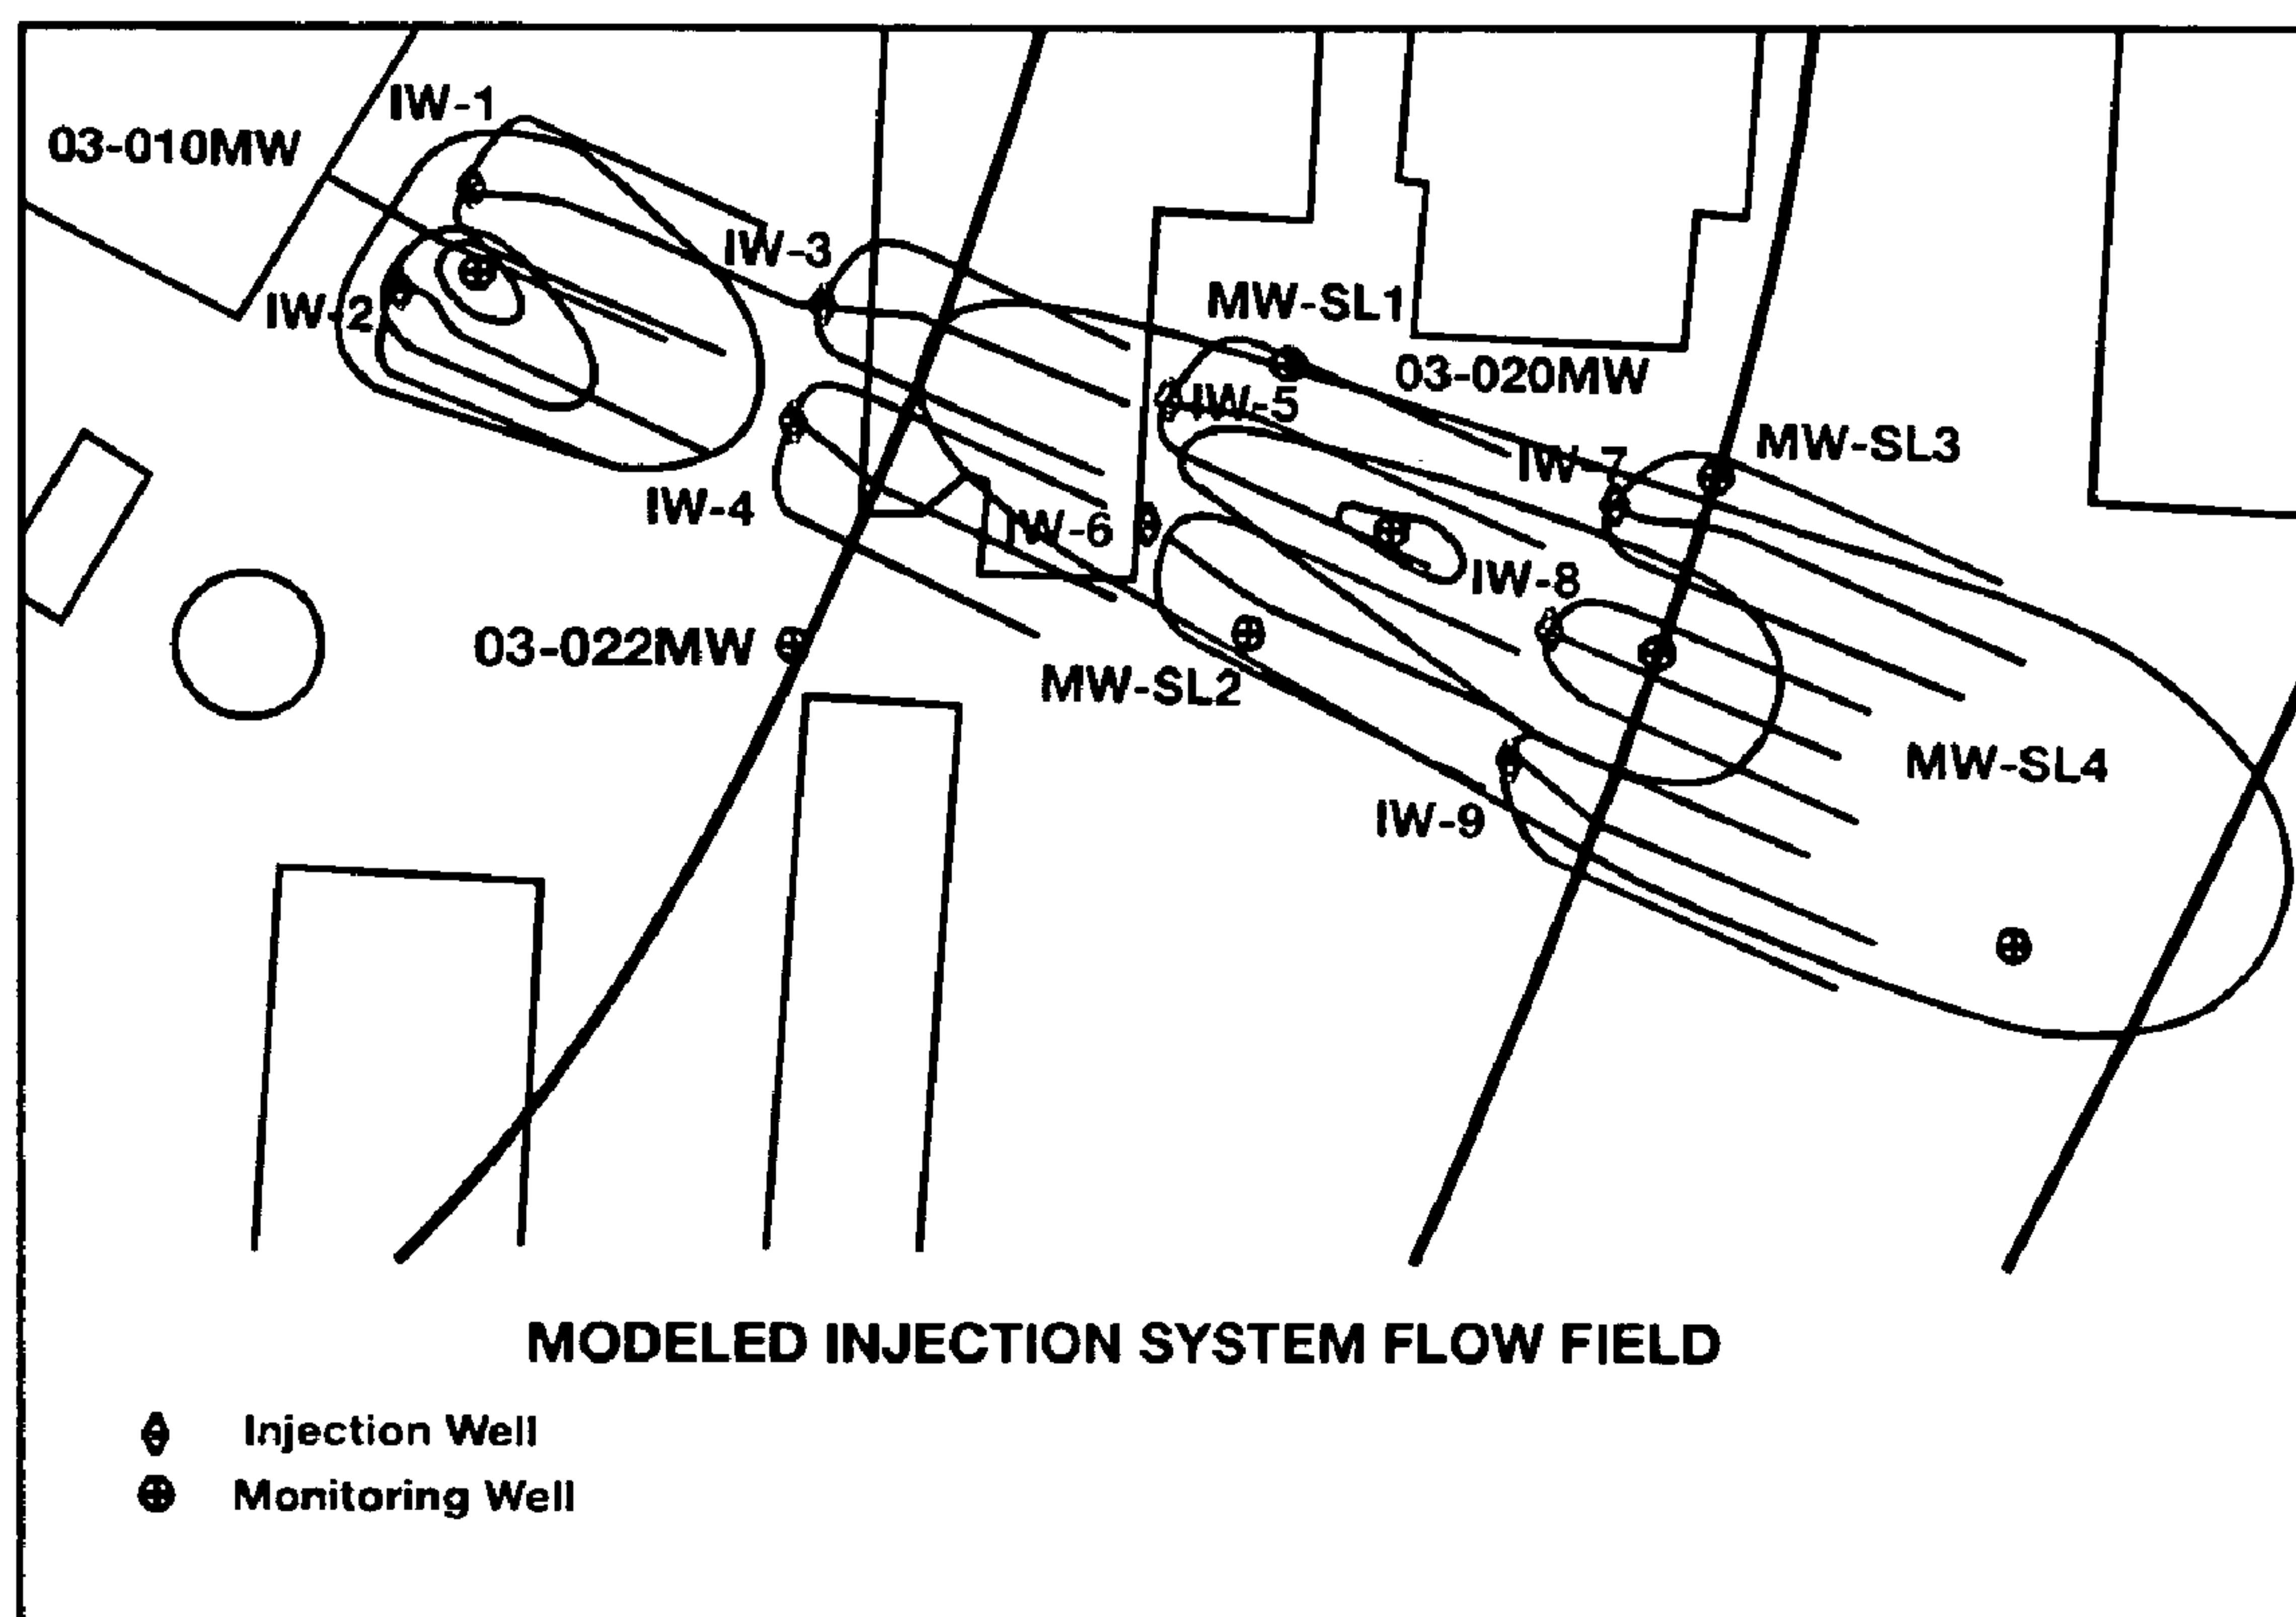 IW-1
03-010MW
IW-3
IW-2
MW-SL1
03-020MW
IW-5
IW-7
MW-SL3
IW-4
IW-6
IW-8
03-022MW
MW-SL2
MW-SL4
IW-9
MODELED INJECTION SYSTEM FLOW FIELD
Injection Well
Monitoring Well